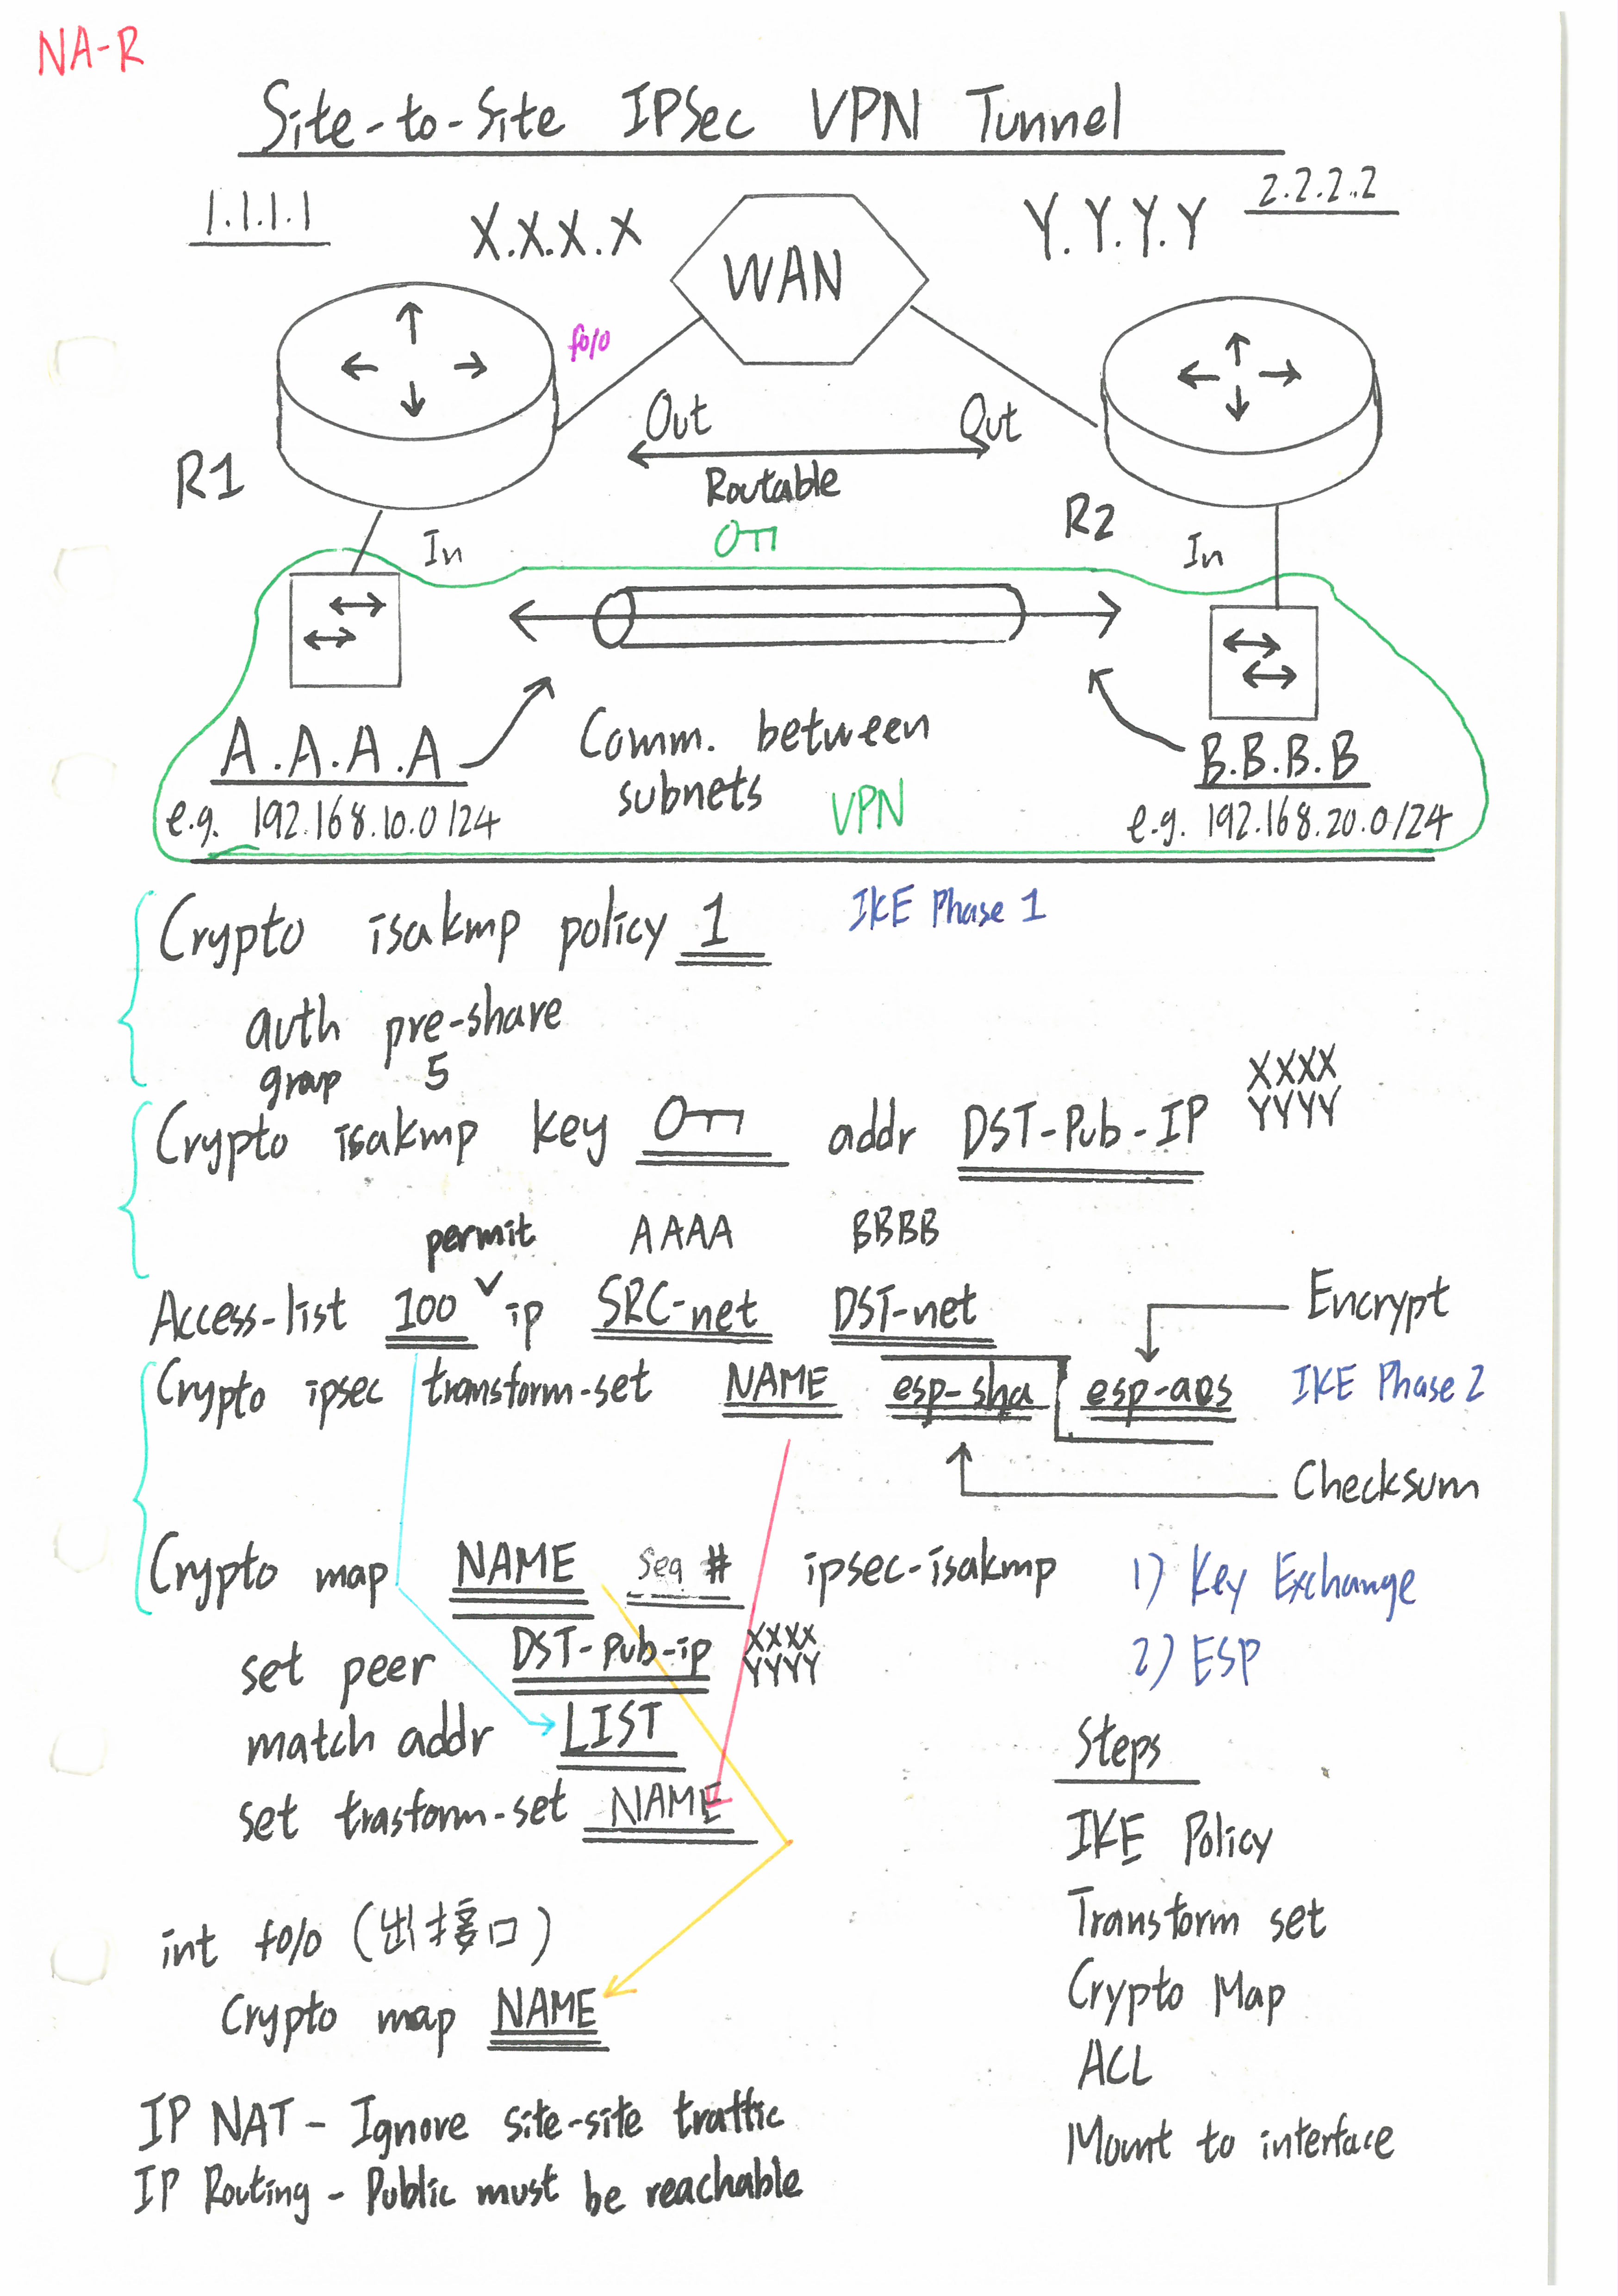 NA-R
Site-to-Site IPSec VPN Tunnel
1.1.1.1
X.X.X.X
WAN
Y.Y.Y.Y
2.2.2.2
f0/0
Out
Out
Routable
R1
R2
In
In
A.A.A.A
Comm. between
subnets
B.B.B.B
e.g. 192.168.10.0/24
VPN
e.g. 192.168.20.0/24
Crypto isakmp policy 1
IKE Phase 1
auth pre-share
group 5
XXXX
YYYY
Crypto isakmp key addr DST-Pub-IP
permit AAAA BBBB
Access-list 100 ip SRC-net DST-net
Encrypt
Crypto ipsec transform-set NAME esp-sha esp-aes
IKE Phase 2
Checksum
Crypto map NAME Seq # ipsec-isakmp
1) Key Exchange
2) ESP
set peer DST-Pub-ip XXXX
YYYY
match addr LIST
set trasform-set NAME
Steps
IKE Policy
Transform set
Crypto Map
ACL
Mount to interface
int f0/0 (出接口)
Crypto map NAME
IP NAT - Ignore site-site traffic
IP Routing - Public must be reachable